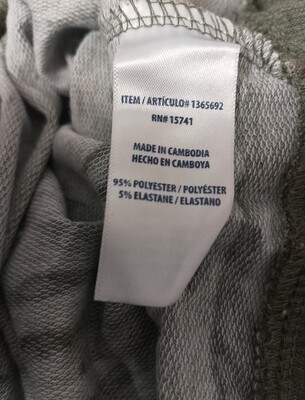 ITEM / ARTÍCULO# 1365692
RN# 15741
MADE IN CAMBODIA
HECHO EN CAMBOYA
95% POLYESTER / POLYÉSTER
5% ELASTANE / ELASTANO